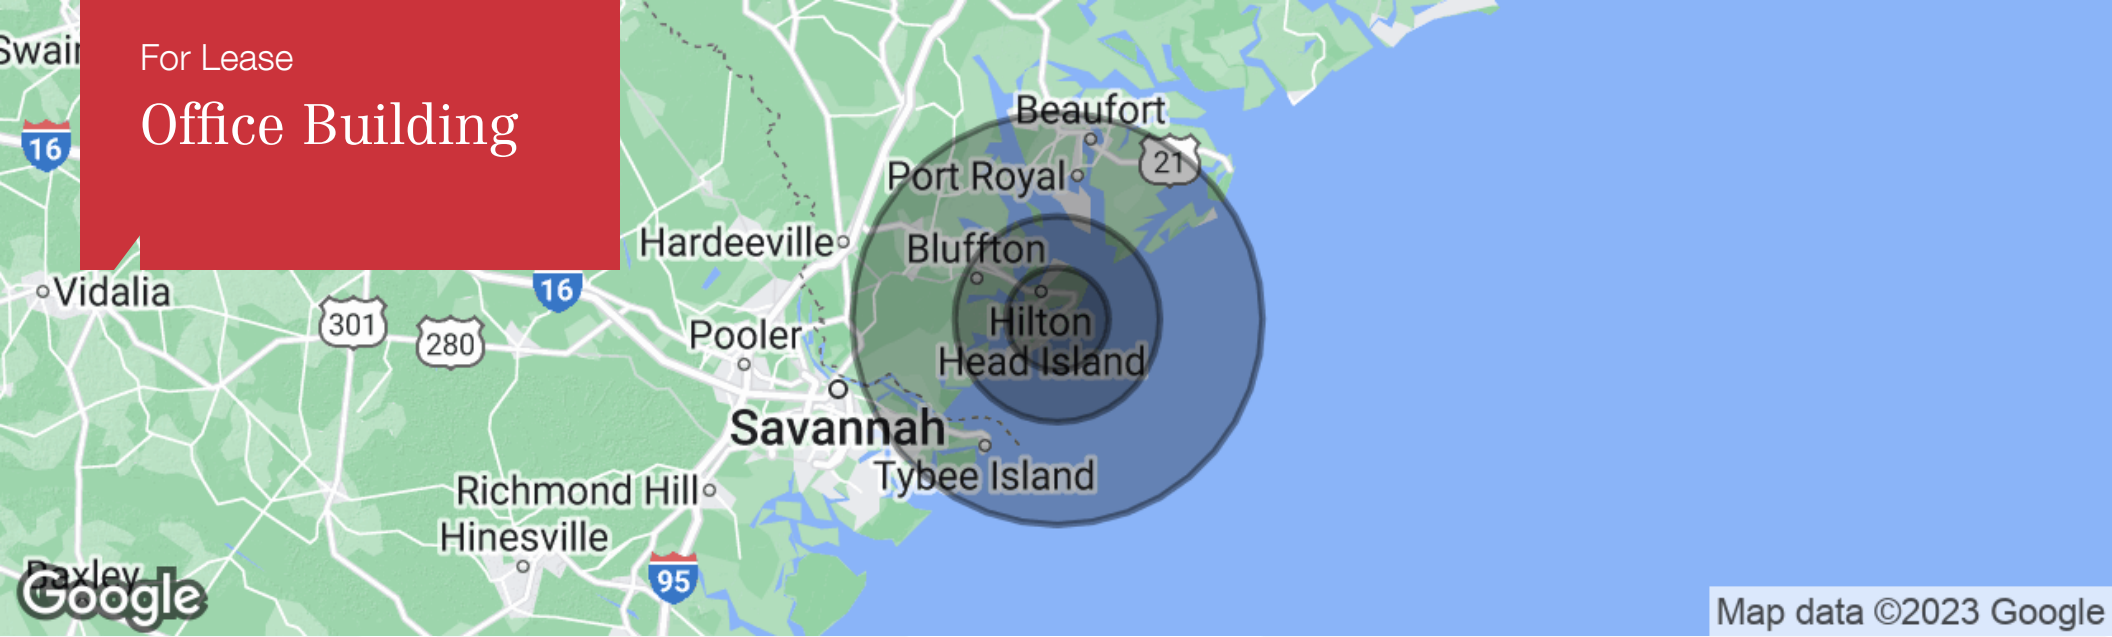 For Lease
Office Building
Swain
16
Beaufort
21
Port Royal
Hardeeville
Bluffton
16
Vidalia
301
280
Pooler
Hilton
Head Island
Savannah
Tybee Island
Richmond Hill
Hinesville
95
Baxley
Google
Map data ©2023 Google